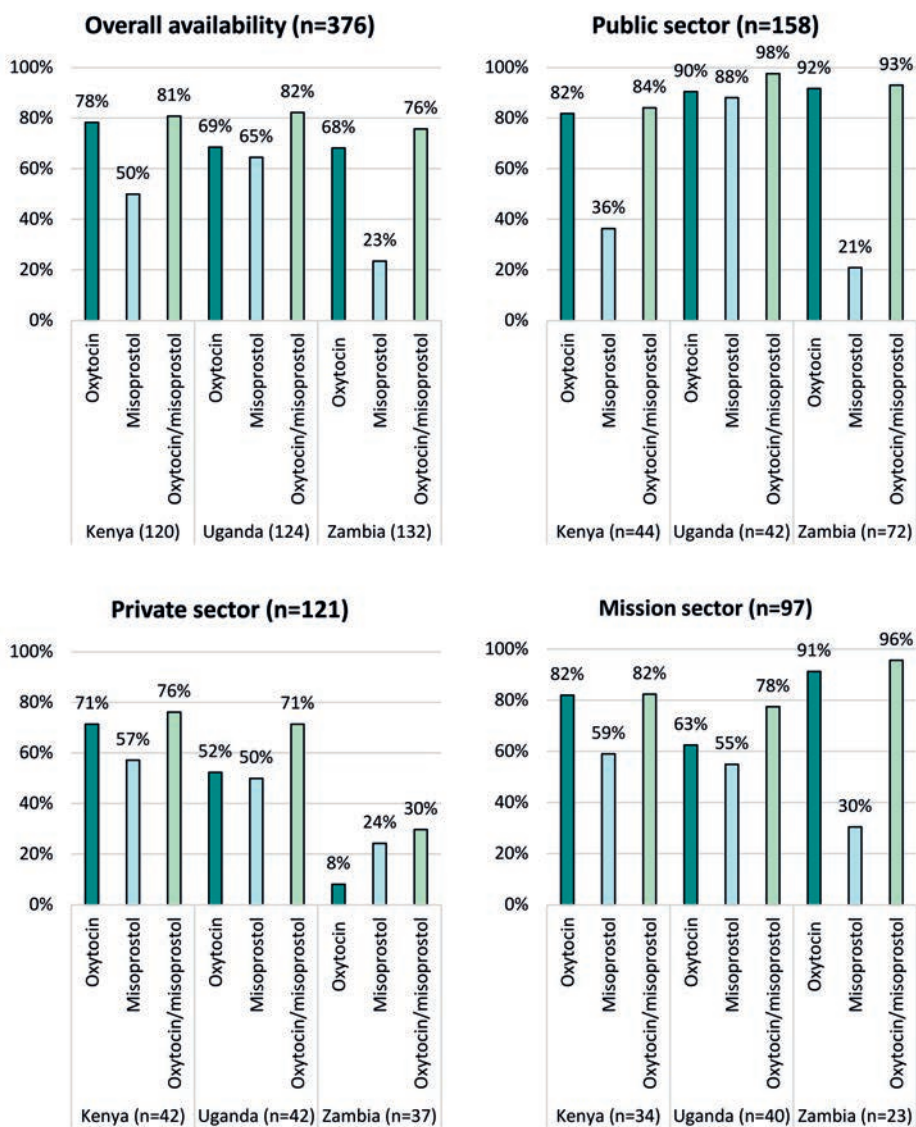 Overall availability (n=376)
100%
80%
60%
40%
20%
0%
78%
50%
81%
69%
65%
82%
68%
23%
76%
Oxytocin
Misoprostol
Oxytocin/misoprostol
Oxytocin
Misoprostol
Oxytocin/misoprostol
Oxytocin
Misoprostol
Oxytocin/misoprostol
Kenya (120)
Uganda (124)
Zambia (132)
Public sector (n=158)
100%
80%
60%
40%
20%
0%
82%
36%
84%
90%
88%
98%
92%
21%
93%
Oxytocin
Misoprostol
Oxytocin/misoprostol
Oxytocin
Misoprostol
Oxytocin/misoprostol
Oxytocin
Misoprostol
Oxytocin/misoprostol
Kenya (n=44)
Uganda (n=42)
Zambia (n=72)
Private sector (n=121)
100%
80%
60%
40%
20%
0%
71%
57%
76%
52%
50%
71%
8%
24%
30%
Oxytocin
Misoprostol
Oxytocin/misoprostol
Oxytocin
Misoprostol
Oxytocin/misoprostol
Oxytocin
Misoprostol
Oxytocin/misoprostol
Kenya (n=42)
Uganda (n=42)
Zambia (n=37)
Mission sector (n=97)
100%
80%
60%
40%
20%
0%
82%
59%
82%
63%
55%
78%
91%
30%
96%
Oxytocin
Misoprostol
Oxytocin/misoprostol
Oxytocin
Misoprostol
Oxytocin/misoprostol
Oxytocin
Misoprostol
Oxytocin/misoprostol
Kenya (n=34)
Uganda (n=40)
Zambia (n=23)